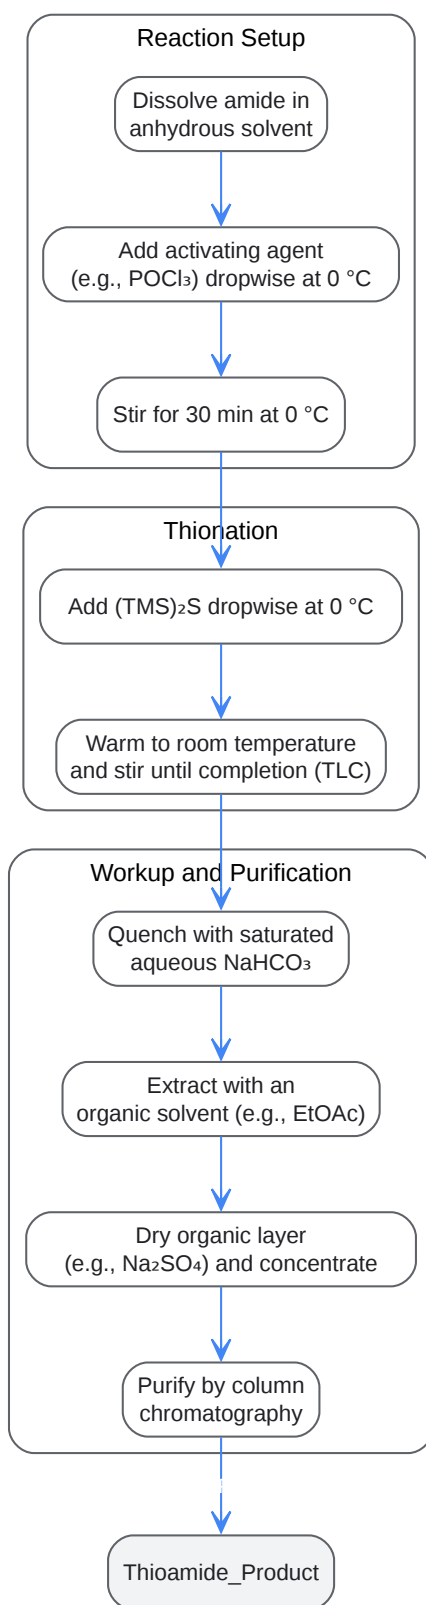 Reaction Setup
Dissolve amide in
anhydrous solvent
Add activating agent
(e.g., POCl₃) dropwise at 0 °C
Stir for 30 min at 0 °C
Thionation
Add (TMS)₂S dropwise at 0 °C
Warm to room temperature
and stir until completion (TLC)
Workup and Purification
Quench with saturated
aqueous NaHCO₃
Extract with an
organic solvent (e.g., EtOAc)
Dry organic layer
(e.g., Na₂SO₄) and concentrate
Purify by column
chromatography
Thioamide_Product